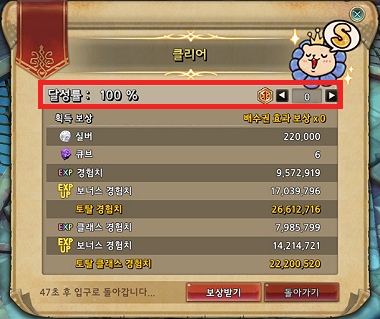 클리어
S
달성률 : 100 % 0
획득 보상 배수권 효과 보상 x 0
실버 220,000
큐브 6
EXP 경험치 9,572,919
EXP UP 보너스 경험치 17,039,796
토탈 경험치 26,612,716
EXP 클래스 경험치 7,985,799
EXP UP 보너스 경험치 14,214,721
토탈 클래스 경험치 22,200,520
47초 후 입구로 돌아갑니다... 보상받기 돌아가기